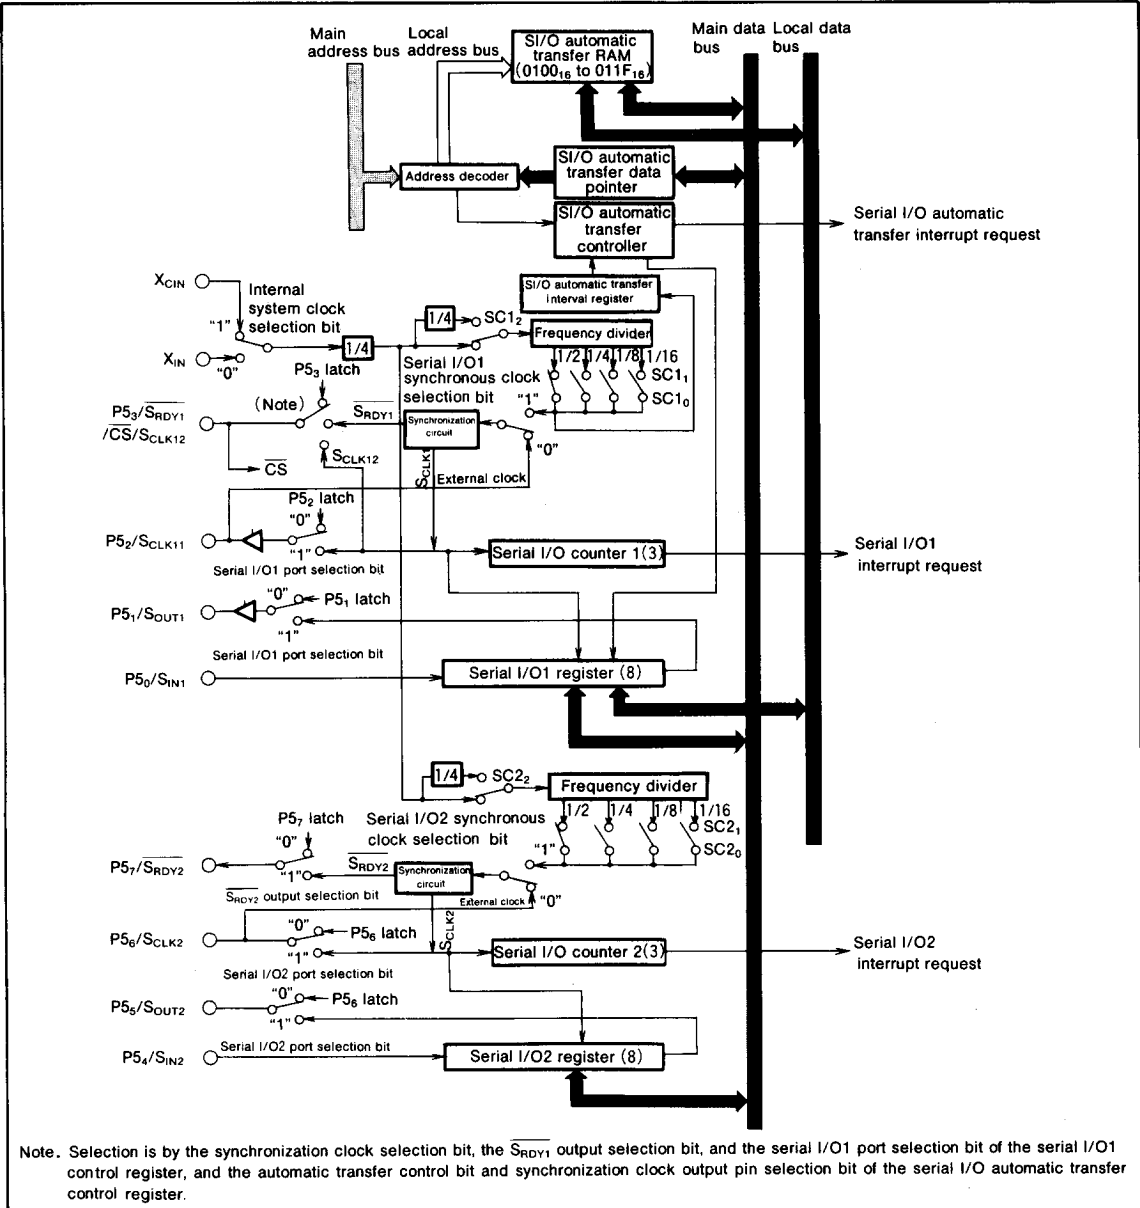 Main
address bus
Local
address bus
SI/O automatic
transfer RAM
(0100₁₆ to 011F₁₆)
Main data
bus
Local data
bus
Address decoder
SI/O automatic
transfer data
pointer
SI/O automatic
transfer
controller
Serial I/O automatic
transfer interrupt request
X_CIN
Internal
system clock
selection bit
SI/O automatic transfer
interval register
"1"
1/4
SC1₂
Frequency divider
1/4
X_IN
"0"
1/2
1/4
1/8
1/16
P5₃ latch
Serial I/O1
synchronous clock
selection bit
SC1₁
SC1₀
"1"
P5₃/S̅R̅D̅Y̅1̅
/C̅S̅/S_CLK12
(Note)
S̅R̅D̅Y̅1̅
Synchronization
circuit
"0"
S_CLK12
C̅S̅
S_CLK1
External clock
P5₂ latch
"0"
P5₂/S_CLK11
"1"
Serial I/O counter 1(3)
Serial I/O1
interrupt request
Serial I/O1 port selection bit
"0"
P5₁ latch
P5₁/S_OUT1
"1"
Serial I/O1 port selection bit
P5₀/S_IN1
Serial I/O1 register (8)
1/4
SC2₂
Frequency divider
1/2
1/4
1/8
1/16
P5₇ latch
Serial I/O2 synchronous
clock selection bit
SC2₁
SC2₀
"0"
"1"
P5₇/S̅R̅D̅Y̅2̅
"1"
S̅R̅D̅Y̅2̅
Synchronization
circuit
S̅R̅D̅Y̅2̅ output selection bit
External clock
"0"
S_CLK2
"0"
P5₆ latch
P5₆/S_CLK2
"1"
Serial I/O counter 2(3)
Serial I/O2
interrupt request
Serial I/O2 port selection bit
"0"
P5₆ latch
P5₅/S_OUT2
"1"
Serial I/O2 port selection bit
P5₄/S_IN2
Serial I/O2 register (8)
Note. Selection is by the synchronization clock selection bit, the S̅R̅D̅Y̅1̅ output selection bit, and the serial I/O1 port selection bit of the serial I/O1
control register, and the automatic transfer control bit and synchronization clock output pin selection bit of the serial I/O automatic transfer
control register.